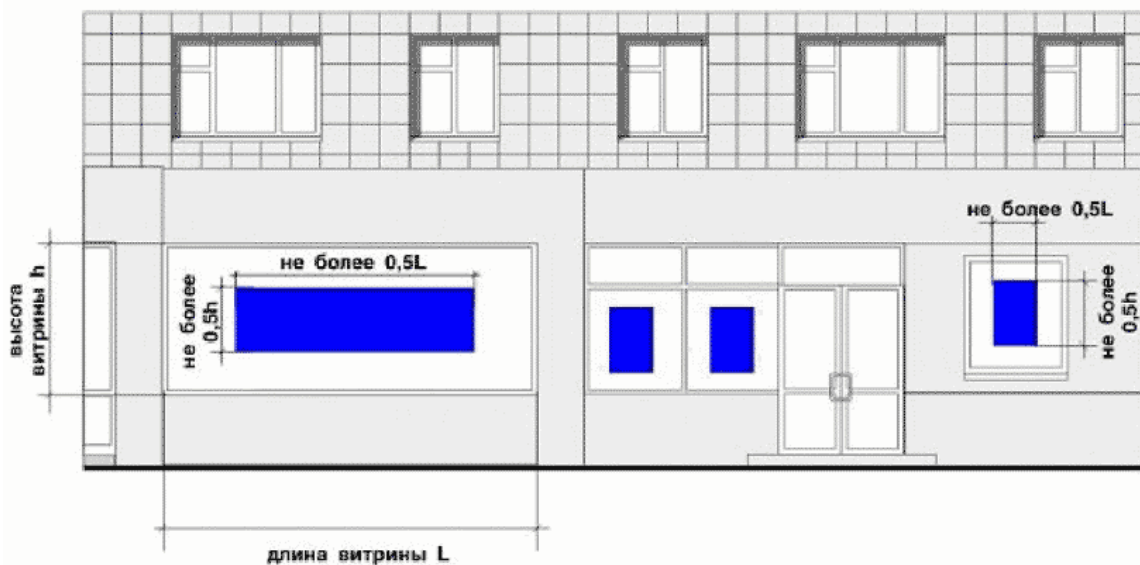 не более 0,5L
не более 0,5L
не более
0,5h
высота
витрины h
не более
0,5h
длина витрины L